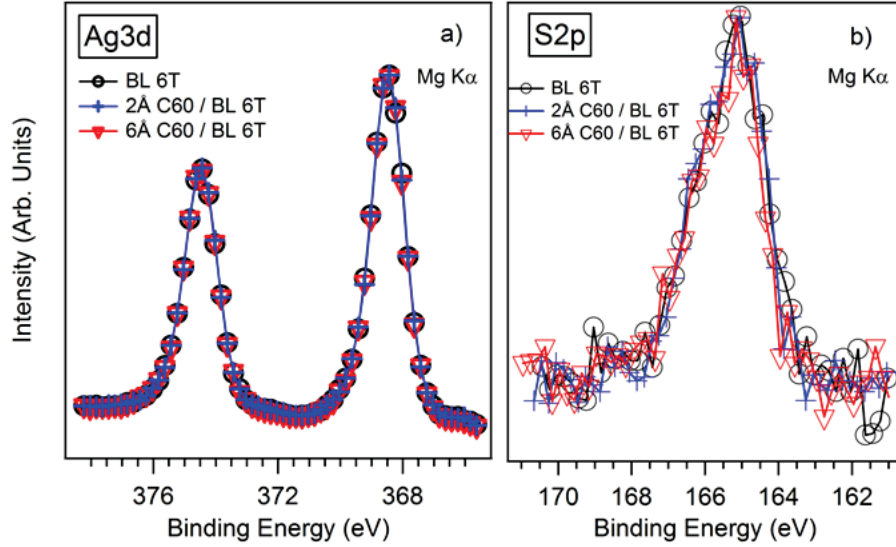 Ag3d
a)
Mg Kα
BL 6T
2Å C60 / BL 6T
6Å C60 / BL 6T
Intensity (Arb. Units)
376
372
368
Binding Energy (eV)
S2p
b)
Mg Kα
BL 6T
2Å C60 / BL 6T
6Å C60 / BL 6T
170
168
166
164
162
Binding Energy (eV)